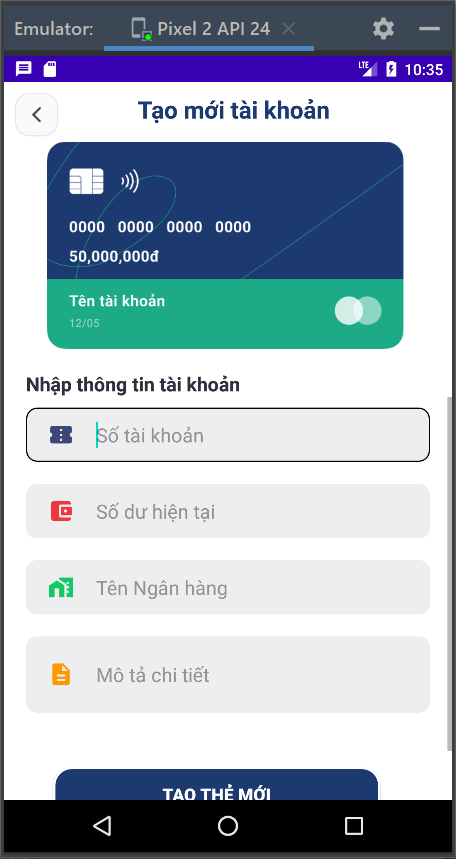 Emulator: Pixel 2 API 24
LTE 10:35
Tạo mới tài khoản
0000 0000 0000 0000
50,000,000đ
Tên tài khoản
12/05
Nhập thông tin tài khoản
Số tài khoản
Số dư hiện tại
Tên Ngân hàng
Mô tả chi tiết
TẠO THẺ MỚI